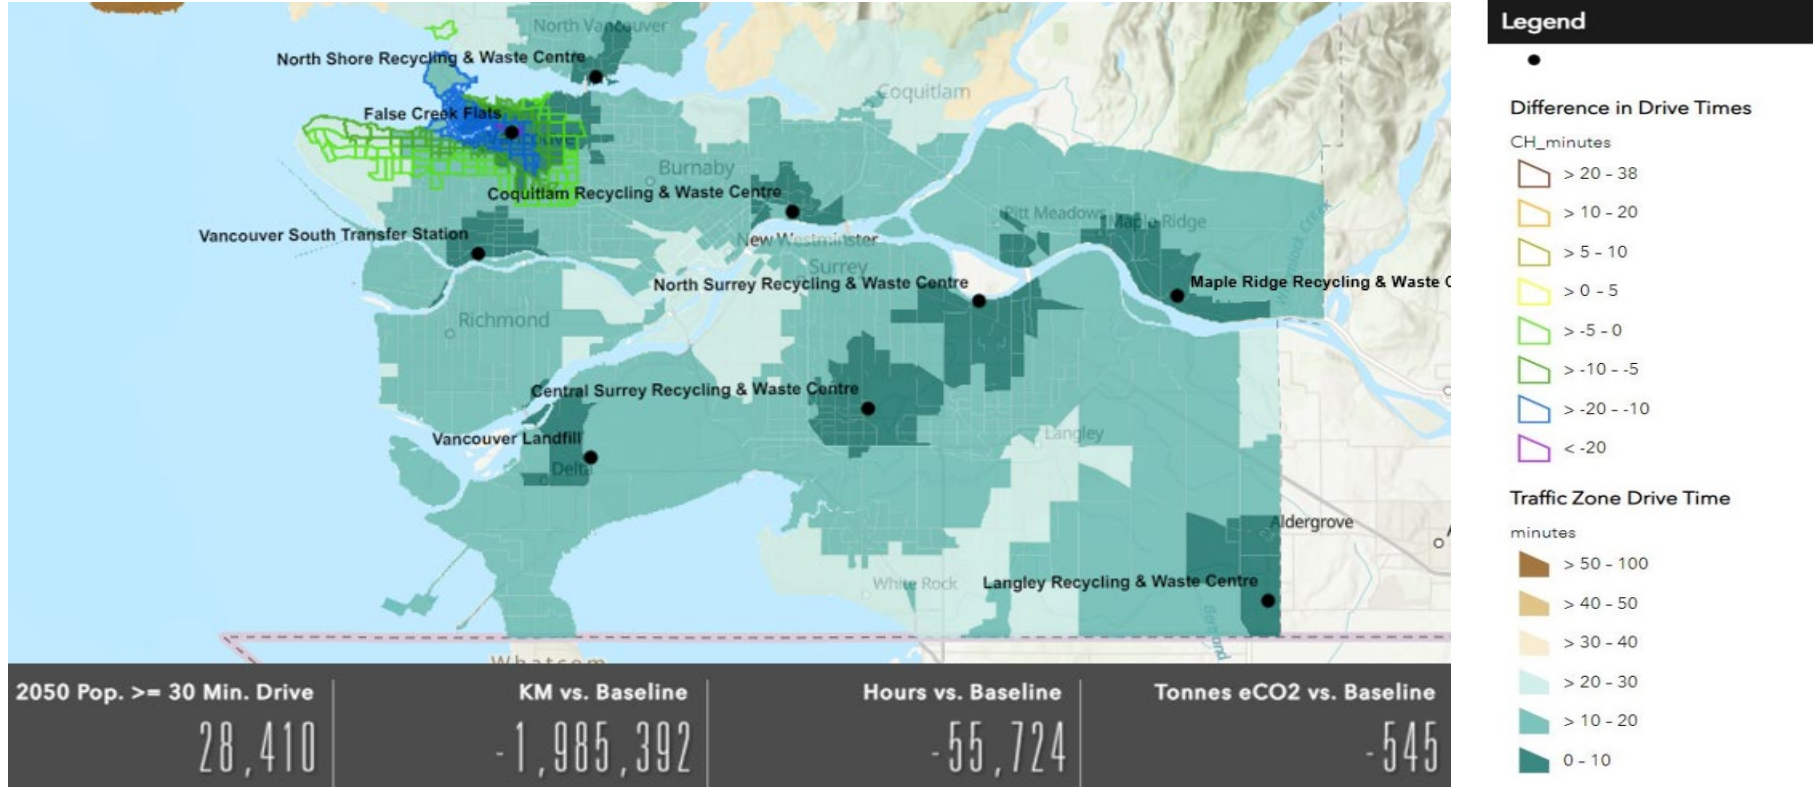 North Vancouver
North Shore Recycling & Waste Centre
Coquitlam
False Creek Flats
Burnaby
Coquitlam Recycling & Waste Centre
Pitt Meadows
Maple Ridge
Vancouver South Transfer Station
New Westminster
Surrey
North Surrey Recycling & Waste Centre
Maple Ridge Recycling & Waste C
Richmond
Central Surrey Recycling & Waste Centre
Langley
Vancouver Landfill
Delta
Aldergrove
White Rock
Langley Recycling & Waste Centre
Bertrand
Whatcom
2050 Pop. >= 30 Min. Drive
28,410
KM vs. Baseline
-1,985,392
Hours vs. Baseline
-55,724
Tonnes eCO2 vs. Baseline
-545
Legend
Difference in Drive Times
CH_minutes
> 20 - 38
> 10 - 20
> 5 - 10
> 0 - 5
> -5 - 0
> -10 - -5
> -20 - -10
< -20
Traffic Zone Drive Time
minutes
> 50 - 100
> 40 - 50
> 30 - 40
> 20 - 30
> 10 - 20
0 - 10